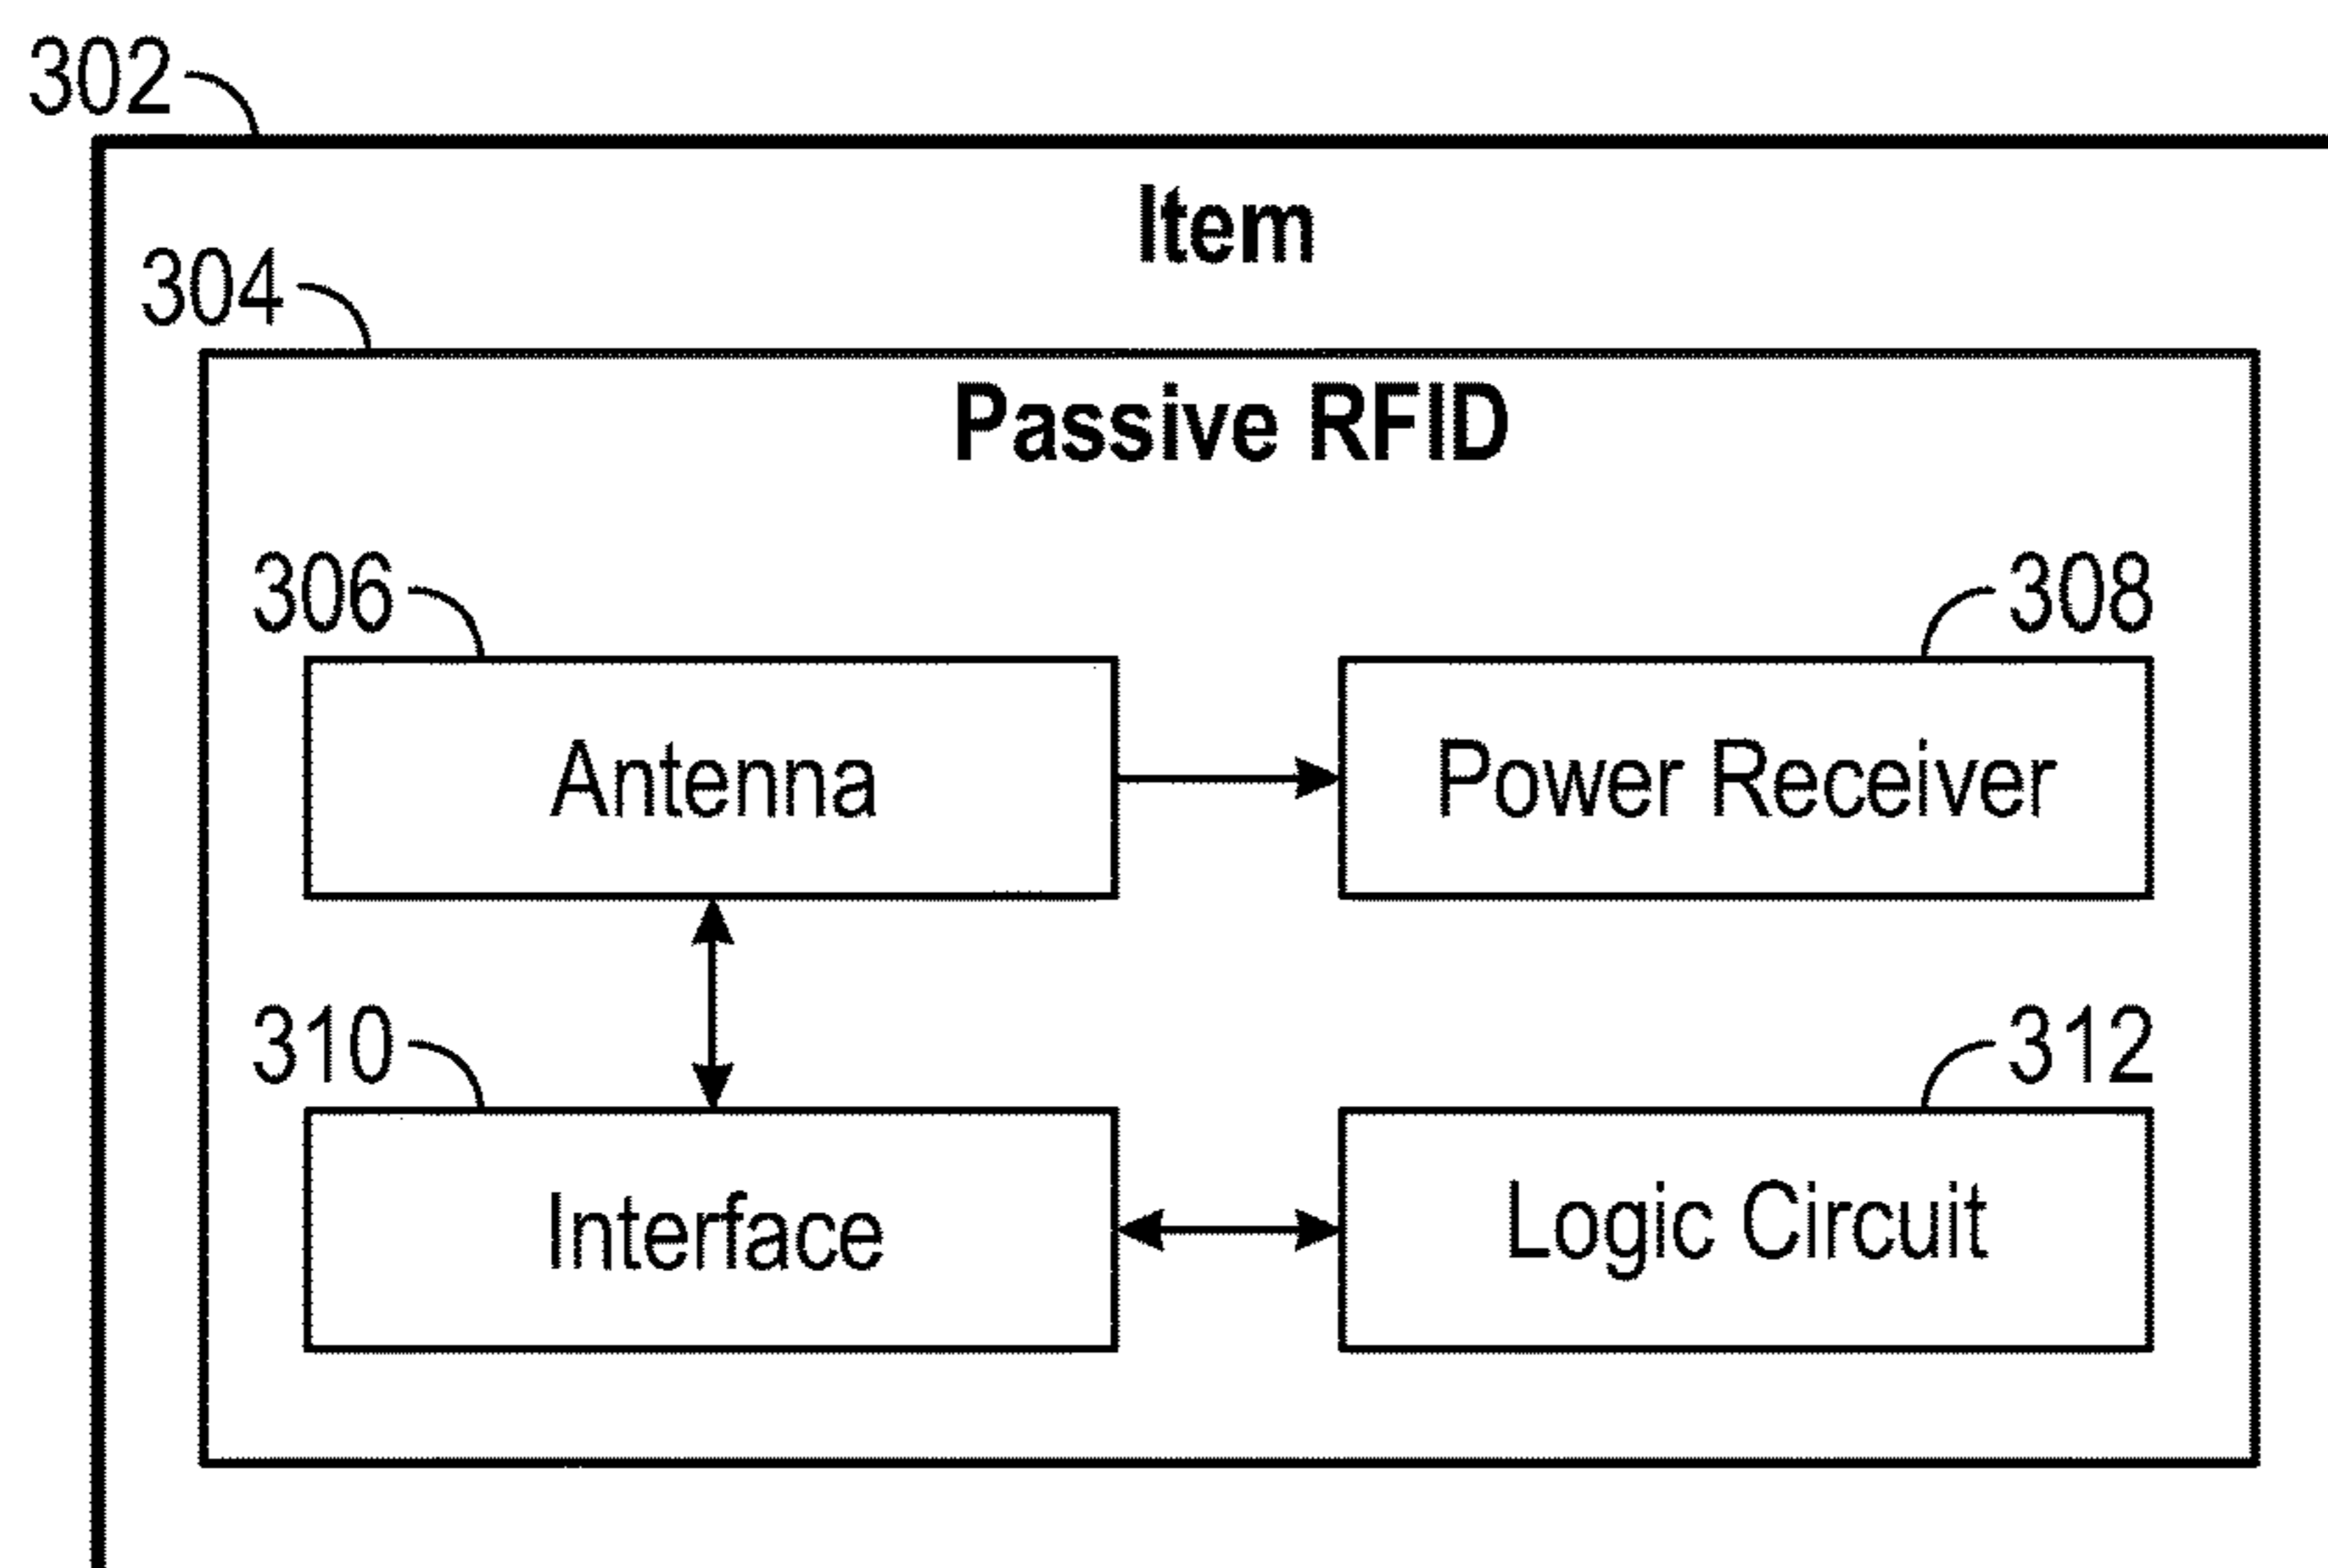 302
Item
304
Passive RFID
306
308
Antenna
Power Receiver
310
312
Interface
Logic Circuit